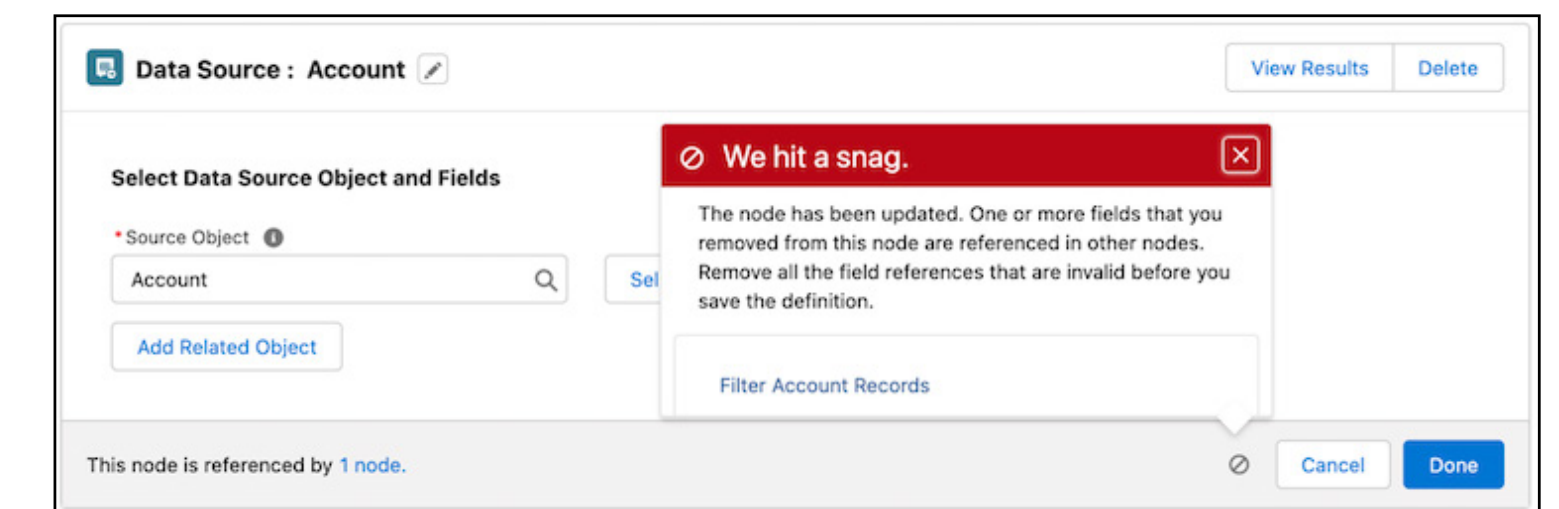 Data Source : Account
View Results
Delete
We hit a snag.
Select Data Source Object and Fields
The node has been updated. One or more fields that you
removed from this node are referenced in other nodes.
Remove all the field references that are invalid before you
save the definition.
* Source Object
Account
Sel
Add Related Object
Filter Account Records
This node is referenced by 1 node.
Cancel
Done